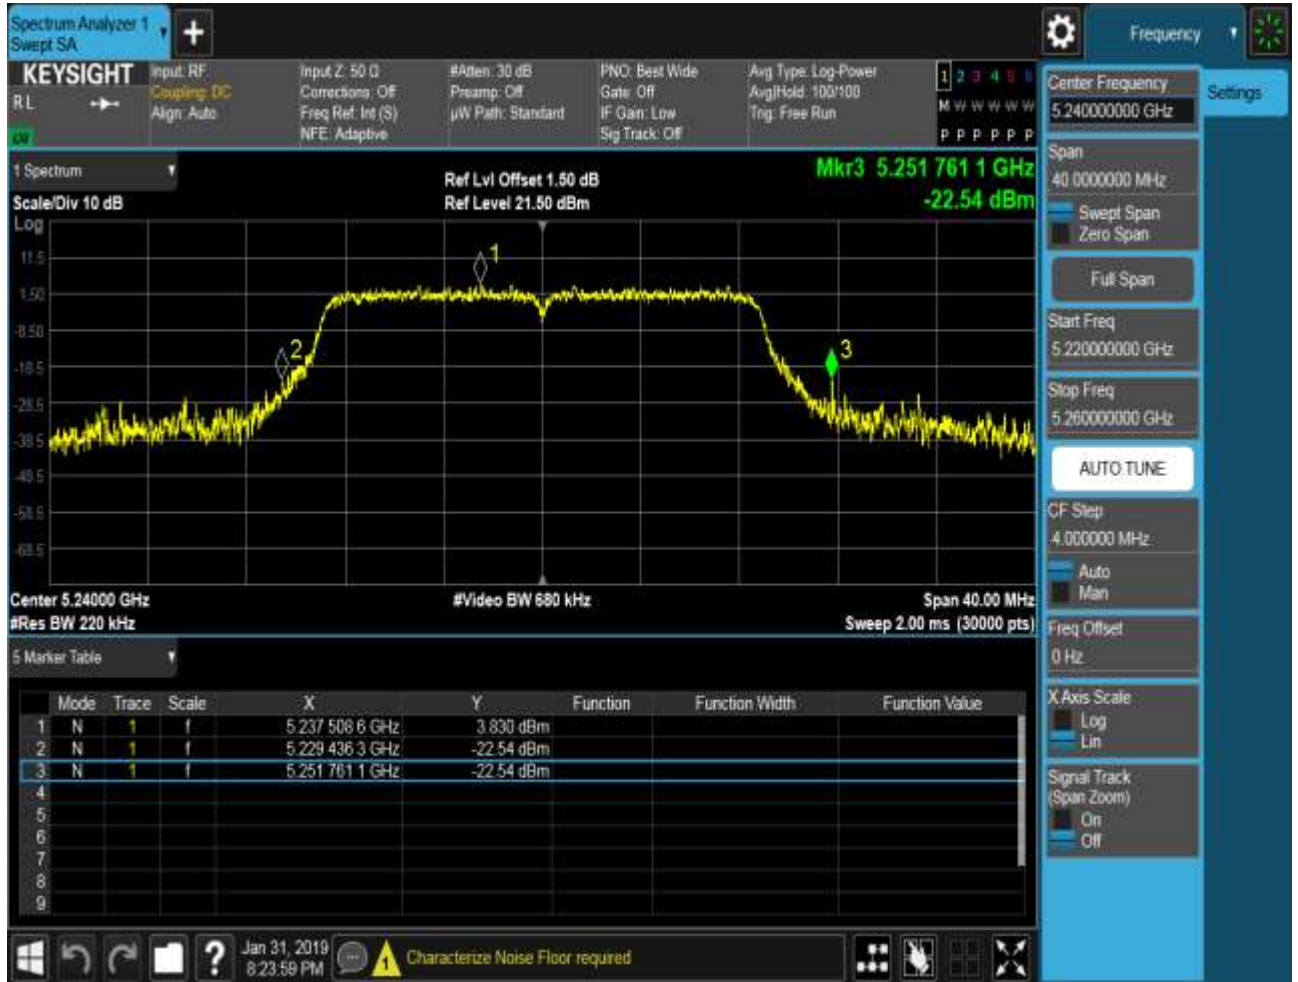 Spectrum Analyzer 1
Swept SA
+
Frequency
KEYSIGHT
RL
Input: RF
Coupling: DC
Align: Auto
Input Z: 50 Ω
Corrections: Off
Freq Ref: Int (S)
NFE: Adaptive
#Atten: 30 dB
Preamp: Off
µW Path: Standard
PNO: Best Wide
Gate: Off
IF Gain: Low
Sig Track: Off
Avg Type: Log-Power
Avg|Hold: 100/100
Trig: Free Run
1 2 3 4 5 6
M W W W W W
P P P P P P
1 Spectrum
Scale/Div 10 dB
Ref Lvl Offset 1.50 dB
Ref Level 21.50 dBm
Mkr3 5.251 761 1 GHz
-22.54 dBm
Log
11.5
1.50
-8.50
-18.5
-28.5
-38.5
-48.5
-58.5
-68.5
1
2
3
Center 5.24000 GHz
#Video BW 680 kHz
Span 40.00 MHz
#Res BW 220 kHz
Sweep 2.00 ms (30000 pts)
5 Marker Table
Mode Trace Scale X Y Function Function Width Function Value
1 N 1 f 5.237 508 6 GHz 3.830 dBm
2 N 1 f 5.229 436 3 GHz -22.54 dBm
3 N 1 f 5.251 761 1 GHz -22.54 dBm
4
5
6
7
8
9
Center Frequency
5.240000000 GHz
Settings
Span
40.0000000 MHz
Swept Span
Zero Span
Full Span
Start Freq
5.220000000 GHz
Stop Freq
5.260000000 GHz
AUTO TUNE
CF Step
4.000000 MHz
Auto
Man
Freq Offset
0 Hz
X Axis Scale
Log
Lin
Signal Track
(Span Zoom)
On
Off
?
Jan 31, 2019
8:23:59 PM
1
Characterize Noise Floor required